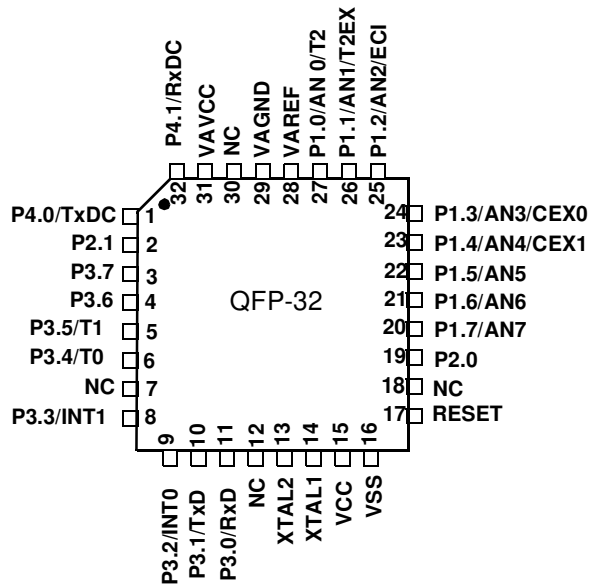 P4.1/RxDC
VAVCC
NC
VAGND
VAREF
P1.0/AN 0/T2
P1.1/AN1/T2EX
P1.2/AN2/ECI
32
31
30
29
28
27
26
25
P4.0/TxDC 1
P2.1 2
P3.7 3
P3.6 4
P3.5/T1 5
P3.4/T0 6
NC 7
P3.3/INT1 8
QFP-32
24 P1.3/AN3/CEX0
23 P1.4/AN4/CEX1
22 P1.5/AN5
21 P1.6/AN6
20 P1.7/AN7
19 P2.0
18 NC
17 RESET
9
10
11
12
13
14
15
16
P3.2/INT0
P3.1/TxD
P3.0/RxD
NC
XTAL2
XTAL1
VCC
VSS